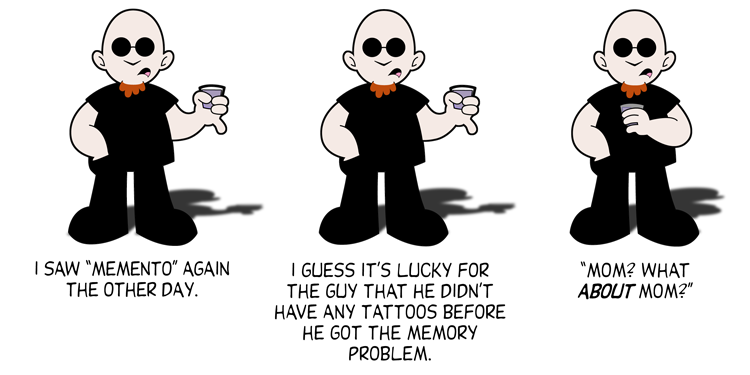 I SAW “MEMENTO” AGAIN
THE OTHER DAY.
I GUESS IT'S LUCKY FOR
THE GUY THAT HE DIDN'T
HAVE ANY TATTOOS BEFORE
HE GOT THE MEMORY
PROBLEM.
“MOM? WHAT
ABOUT MOM?”